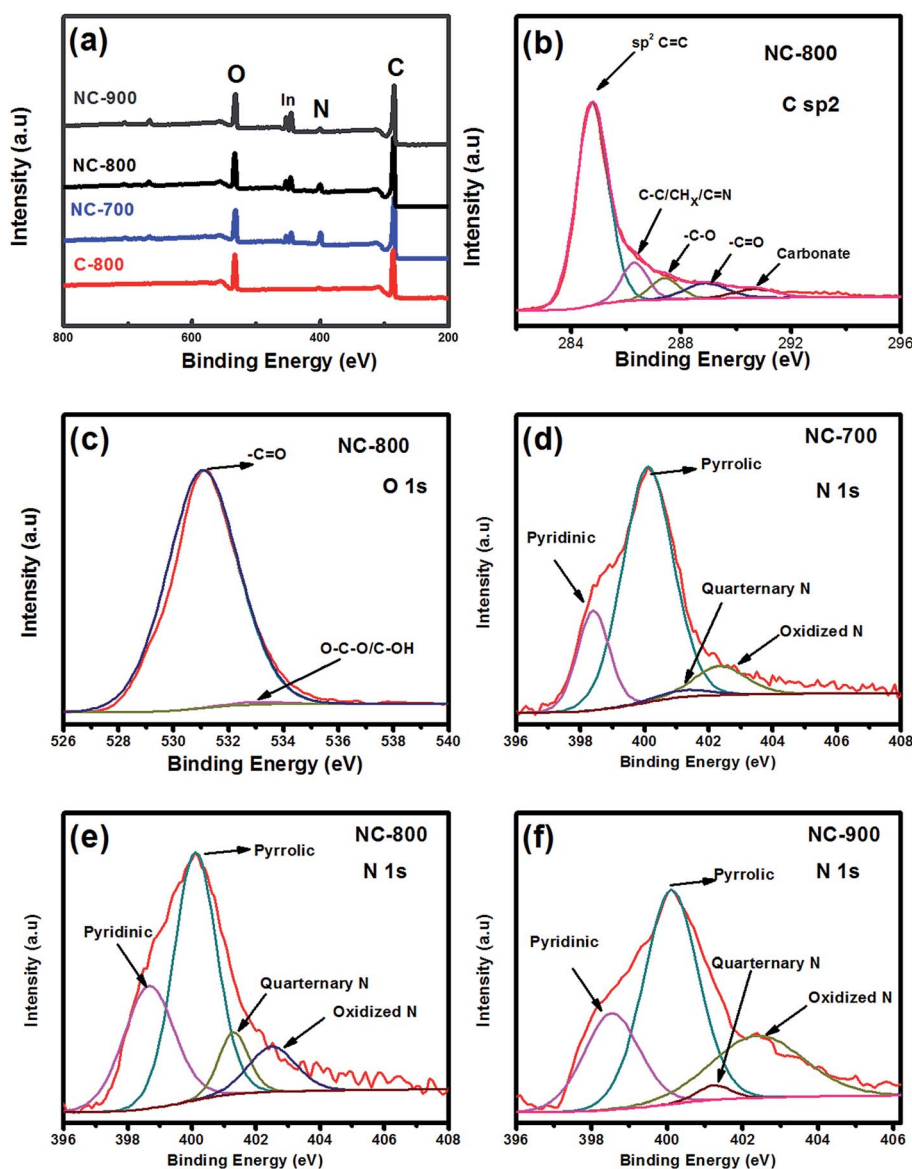 (a)
C
O
In
N
NC-900
NC-800
NC-700
C-800
Intensity (a.u)
800 700 600 500 400 300 200
Binding Energy (eV)
(b)
sp² C=C
NC-800
C sp2
C-C/CHX/C=N
-C-O
-C=O
Carbonate
Intensity (a.u)
284 288 292 296
Binding Energy (eV)
(c)
NC-800
-C=O
O 1s
O-C-O/C-OH
Intensity (a.u)
526 528 530 532 534 536 538 540
Binding Energy (eV)
(d)
NC-700
Pyrrolic
N 1s
Pyridinic
Quarternary N
Oxidized N
Intensity (a.u)
396 398 400 402 404 406 408
Binding Energy (eV)
(e)
NC-800
Pyrrolic
N 1s
Pyridinic
Quarternary N
Oxidized N
Intensity (a.u)
396 398 400 402 404 406 408
Binding Energy (eV)
(f)
NC-900
Pyrrolic
N 1s
Pyridinic
Quarternary N
Oxidized N
Intensity (a.u)
396 398 400 402 404 406
Binding Energy (eV)